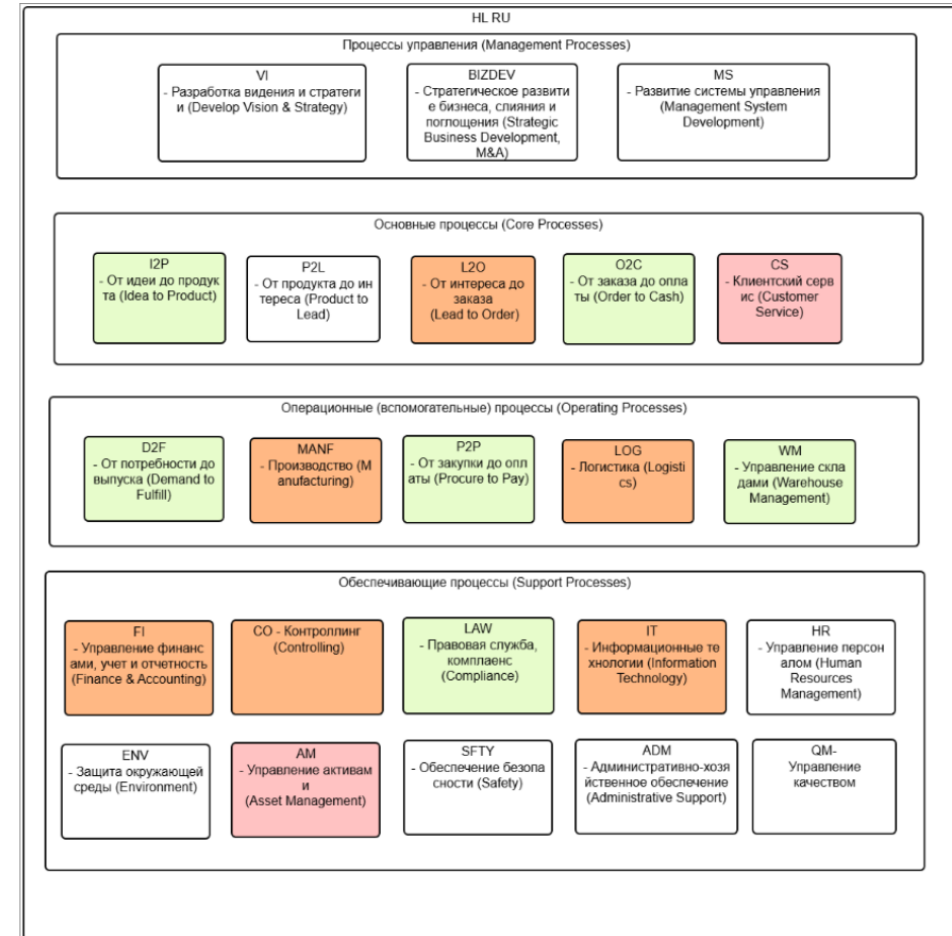 HL RU
Процессы управления (Management Processes)
VI
- Разработка видения и стратеги
и (Develop Vision & Strategy)
BIZDEV
- Стратегическое развити
е бизнеса, слияния и
поглощения (Strategic
Business Development,
M&A)
MS
- Развитие системы управления
(Management System
Development)
Основные процессы (Core Processes)
I2P
- От идеи до продук
та (Idea to Product)
P2L
- От продукта до ин
тереса (Product to
Lead)
L2O
- От интереса до
заказа
(Lead to Order)
O2C
- От заказа до опла
ты (Order to Cash)
CS
- Клиентский серв
ис (Customer
Service)
Операционные (вспомогательные) процессы (Operating Processes)
D2F
- От потребности до
выпуска (Demand to
Fulfill)
MANF
- Производство (M
anufacturing)
P2P
- От закупки до опл
аты (Procure to Pay)
LOG
- Логистика (Logisti
cs)
WM
- Управление скла
дами (Warehouse
Management)
Обеспечивающие процессы (Support Processes)
FI
- Управление финанс
ами, учет и отчетность
(Finance & Accounting)
CO - Контроллинг
(Controlling)
LAW
- Правовая служба,
комплаенс
(Compliance)
IT
- Информационные те
хнологии (Information
Technology)
HR
- Управление персон
алом (Human
Resources
Management)
ENV
- Защита окружающей
среды (Environment)
AM
- Управление активам
и
(Asset Management)
SFTY
- Обеспечение безопа
сности (Safety)
ADM
- Административно-хозя
йственное обеспечение
(Administrative Support)
QM-
Управление
качеством